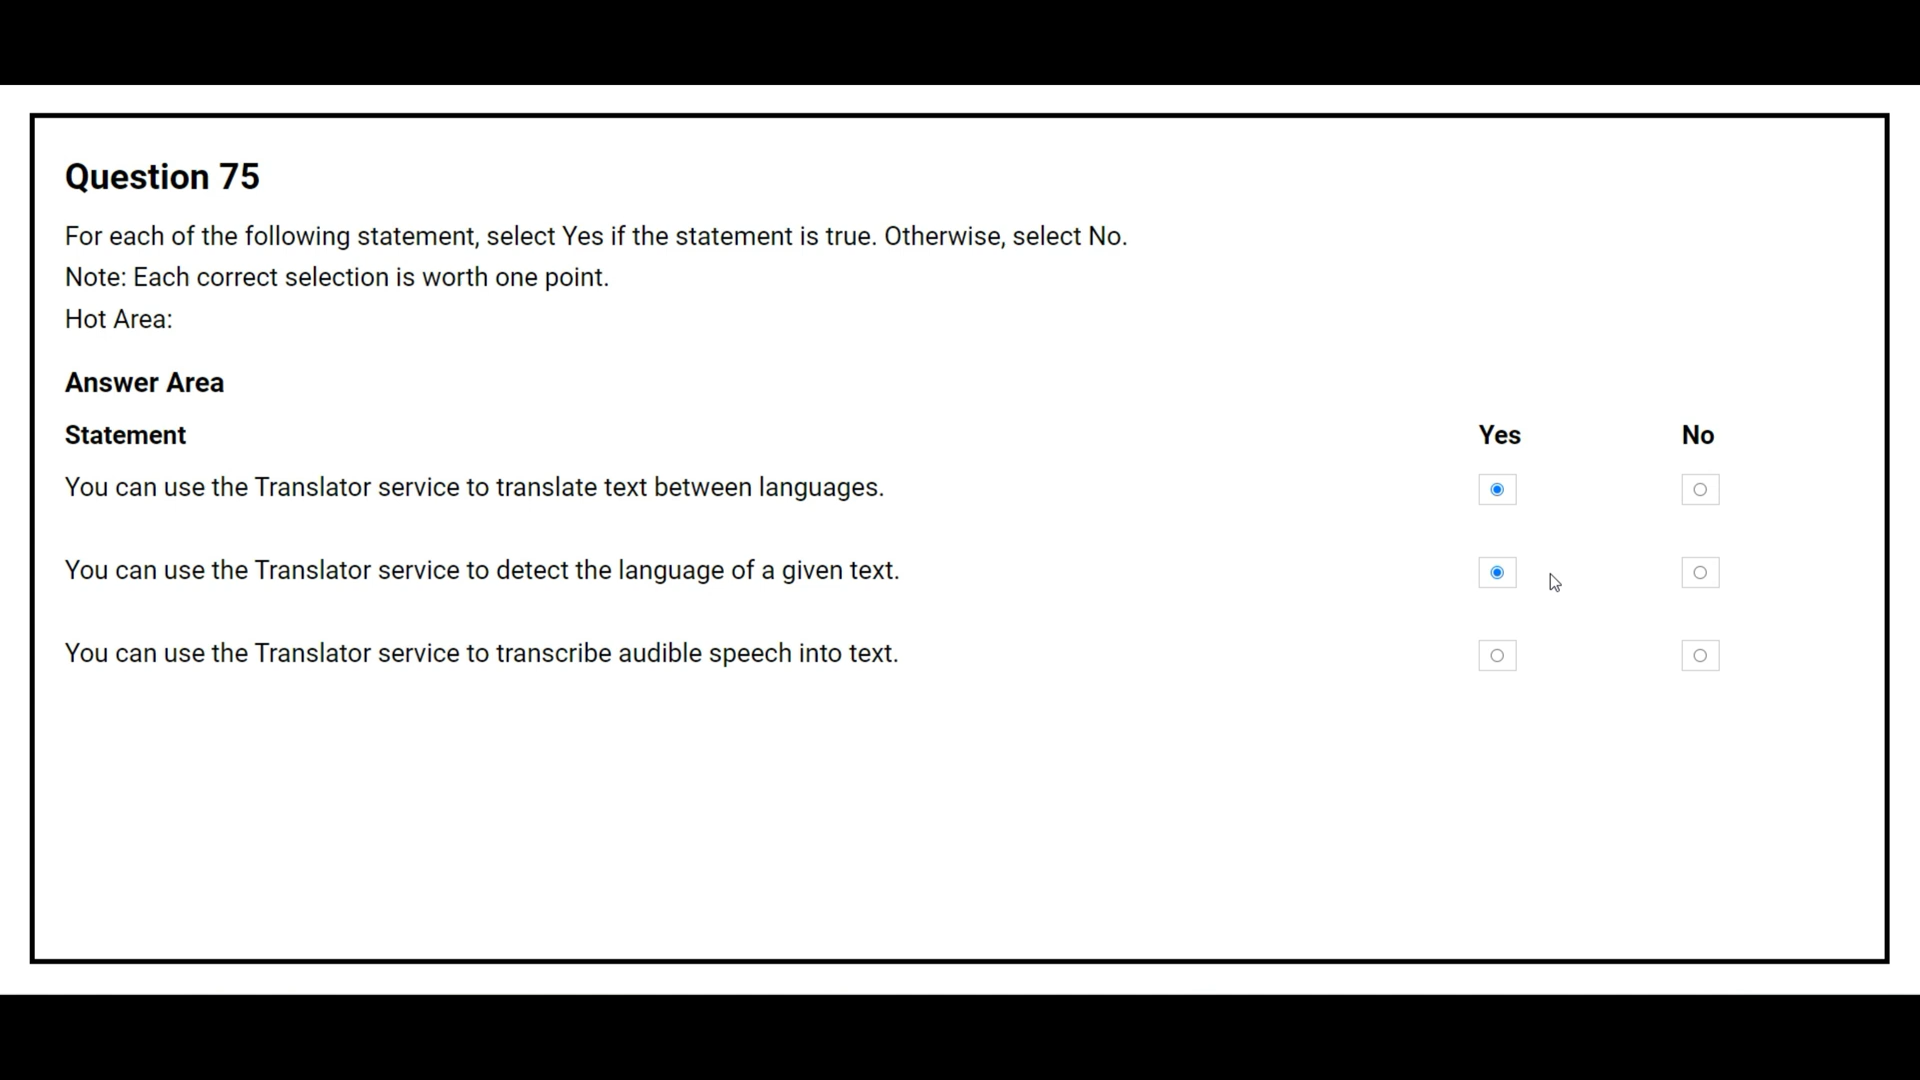 Question 75
For each of the following statement, select Yes if the statement is true. Otherwise, select No.
Note: Each correct selection is worth one point.
Hot Area:
Answer Area
Statement Yes No
You can use the Translator service to translate text between languages.
You can use the Translator service to detect the language of a given text.
You can use the Translator service to transcribe audible speech into text.